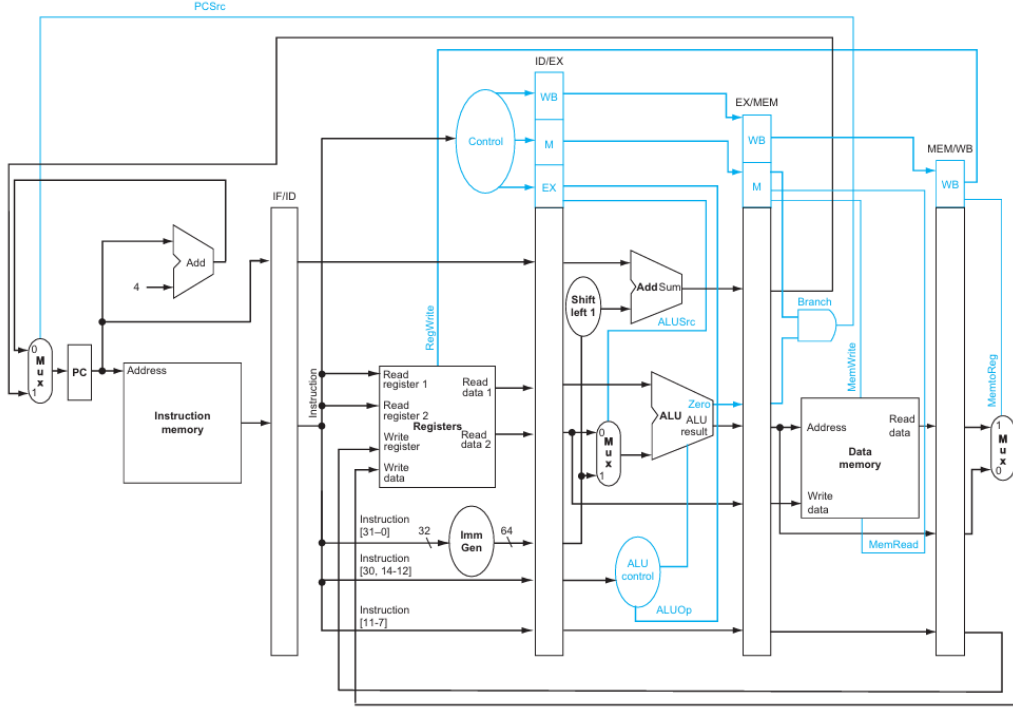 PCSrc
ID/EX
WB
EX/MEM
Control
M
WB
MEM/WB
EX
M
WB
IF/ID
Add
4
Shift
left 1
Add Sum
Branch
RegWrite
ALUSrc
MemWrite
MemtoReg
0
M
u
x
1
PC
Address
Instruction
memory
Instruction
Read
register 1
Read
register 2
Write
register
Write
data
Registers
Read
data 1
Read
data 2
0
M
u
x
1
Zero
ALU
ALU
result
Address
Read
data
Data
memory
Write
data
1
M
u
x
0
MemRead
Instruction
[31–0]
32
Imm
Gen
64
Instruction
[30, 14-12]
ALU
control
ALUOp
Instruction
[11-7]